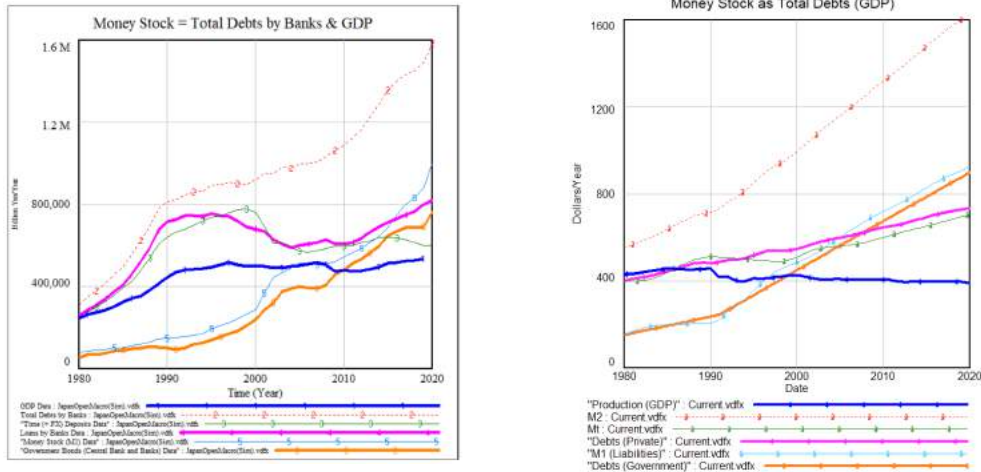 Money Stock = Total Debts by Banks & GDP
1.6 M
1.2 M
800,000
400,000
0
Billion Yen/Year
1980
1990
2000
2010
2020
Time (Year)
GDP Data : JapanOpenMacro(Sim).vdfx
Total Debts by Banks : JapanOpenMacro(Sim).vdfx
"Time (+ FX) Deposits Data" : JapanOpenMacro(Sim).vdfx
Loans by Banks Data : JapanOpenMacro(Sim).vdfx
"Money Stock (M1) Data" : JapanOpenMacro(Sim).vdfx
"Government Bonds (Central Bank and Banks) Data" : JapanOpenMacro(Sim).vdfx
Money Stock as Total Debts (GDP)
1600
1200
800
400
0
Dollars/Year
1980
1990
2000
2010
2020
Date
"Production (GDP)" : Current.vdfx
M2 : Current.vdfx
Mt : Current.vdfx
"Debts (Private)" : Current.vdfx
"M1 (Liabilities)" : Current.vdfx
"Debts (Government)" : Current.vdfx